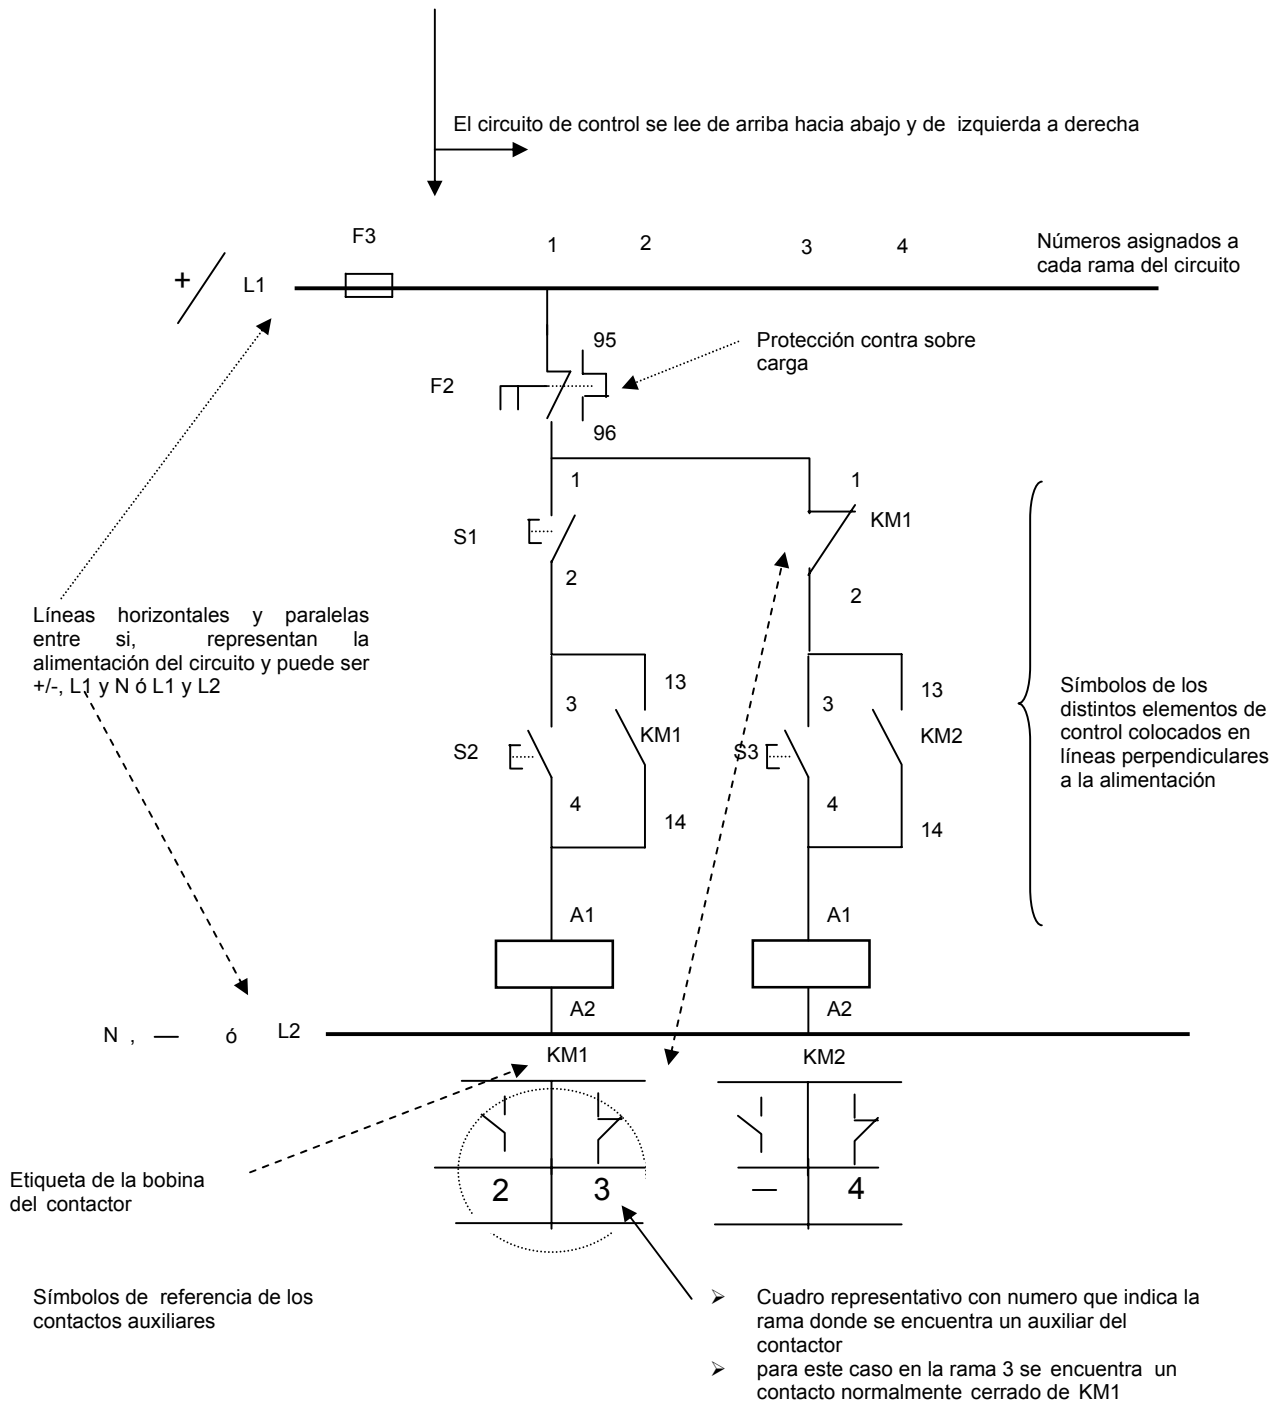 El circuito de control se lee de arriba hacia abajo y de izquierda a derecha
F3
1
2
3
4
Números asignados a
cada rama del circuito
+
L1
95
Protección contra sobre
carga
F2
96
1
1
KM1
S1
2
2
Líneas horizontales y paralelas
entre si, representan la
alimentación del circuito y puede ser
+/-, L1 y N ó L1 y L2
3
13
3
13
Símbolos de los
distintos elementos de
control colocados en
líneas perpendiculares
a la alimentación
S2
KM1
S3
KM2
4
14
4
14
A1
A1
A2
A2
N , — ó L2
KM1
KM2
2
3
—
4
Etiqueta de la bobina
del contactor
Símbolos de referencia de los
contactos auxiliares
➢ Cuadro representativo con numero que indica la
rama donde se encuentra un auxiliar del
contactor
➢ para este caso en la rama 3 se encuentra un
contacto normalmente cerrado de KM1